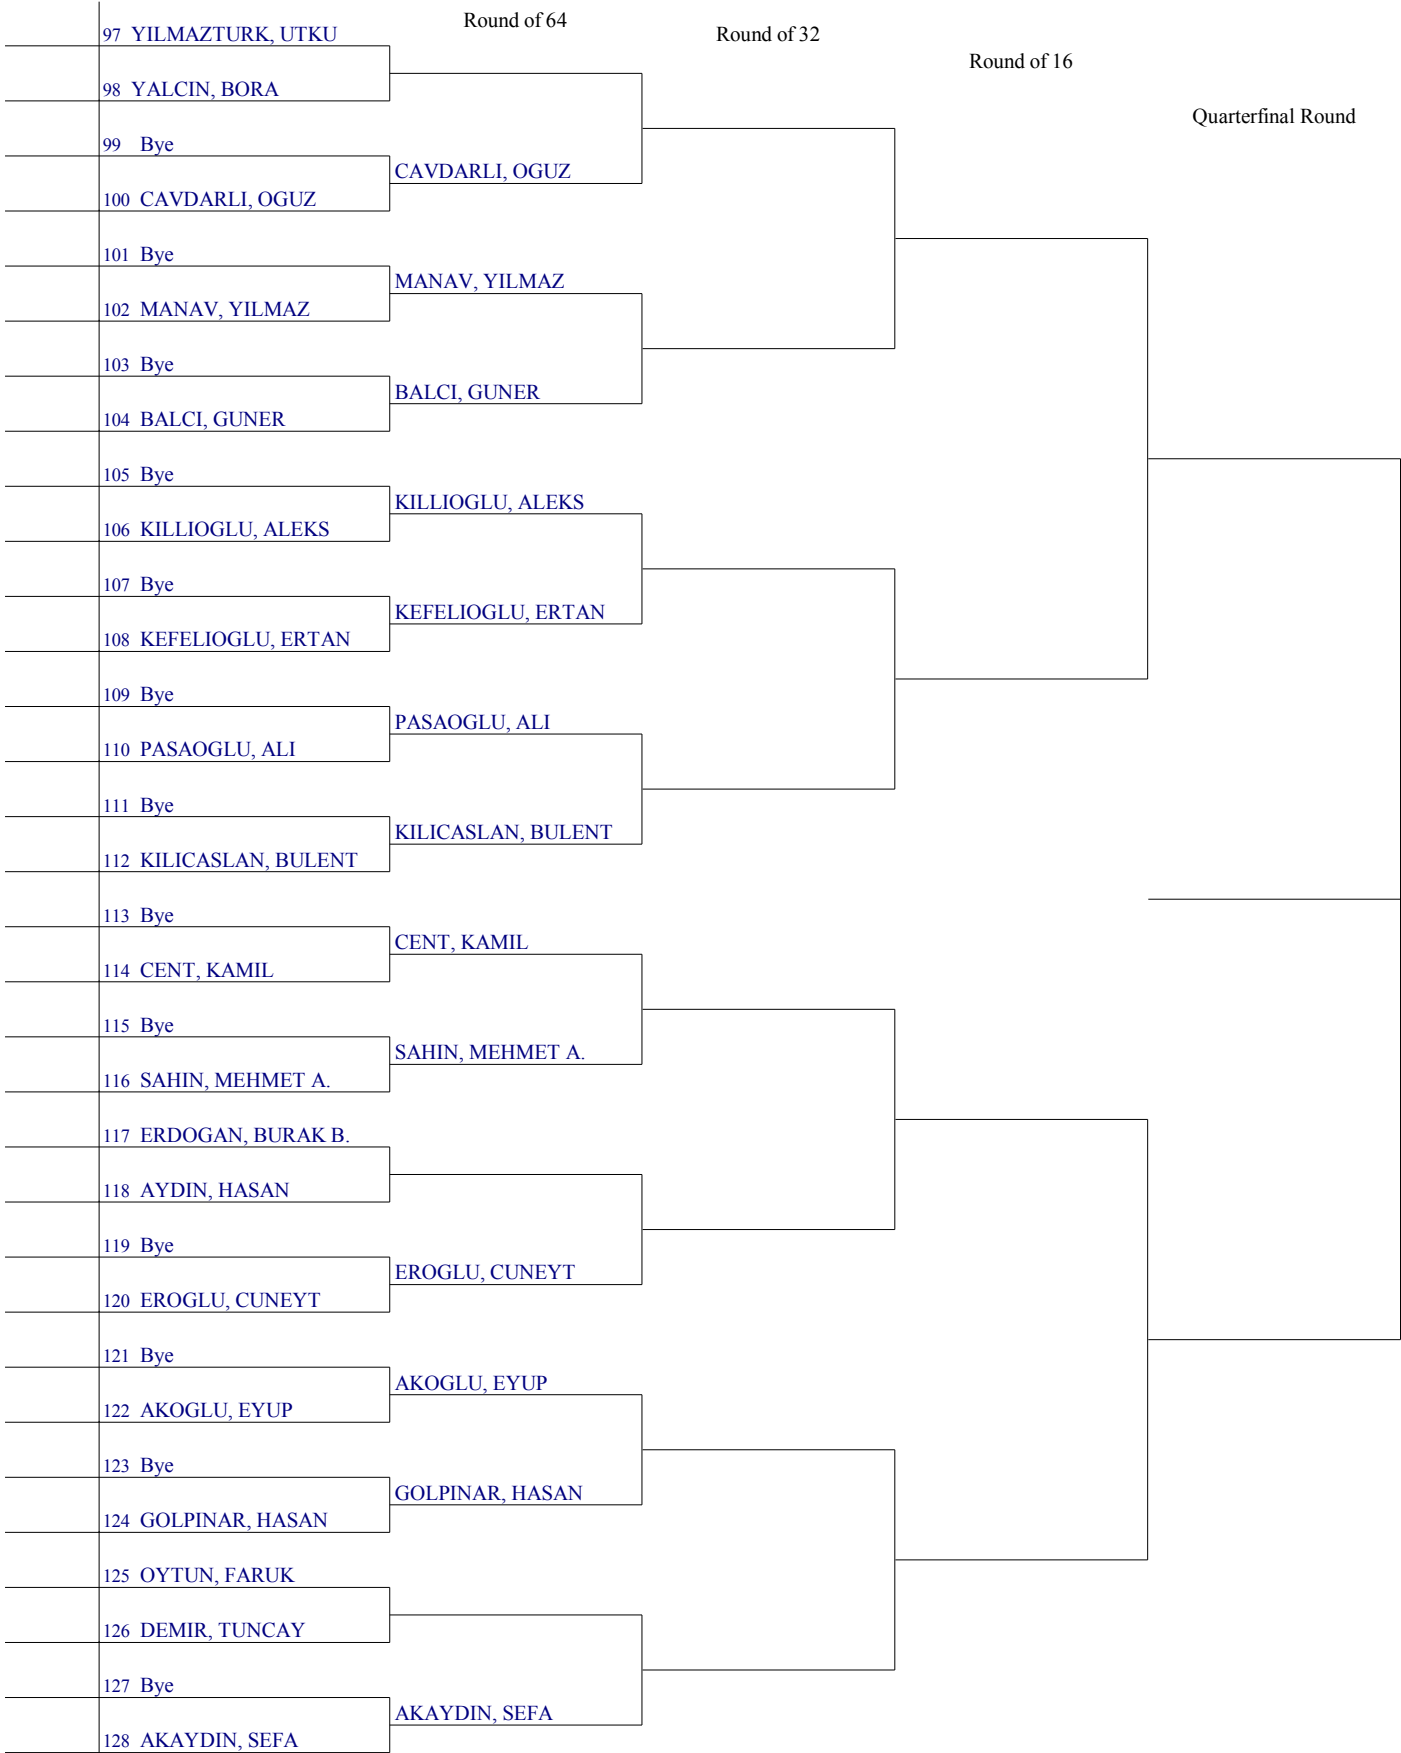 Round of 64
Round of 32
Round of 16
Quarterfinal Round
97 YILMAZTURK, UTKU
98 YALCIN, BORA
99 Bye
CAVDARLI, OGUZ
100 CAVDARLI, OGUZ
101 Bye
MANAV, YILMAZ
102 MANAV, YILMAZ
103 Bye
BALCI, GUNER
104 BALCI, GUNER
105 Bye
KILLIOGLU, ALEKS
106 KILLIOGLU, ALEKS
107 Bye
KEFELIOGLU, ERTAN
108 KEFELIOGLU, ERTAN
109 Bye
PASAOGLU, ALI
110 PASAOGLU, ALI
111 Bye
KILICASLAN, BULENT
112 KILICASLAN, BULENT
113 Bye
CENT, KAMIL
114 CENT, KAMIL
115 Bye
SAHIN, MEHMET A.
116 SAHIN, MEHMET A.
117 ERDOGAN, BURAK B.
118 AYDIN, HASAN
119 Bye
EROGLU, CUNEYT
120 EROGLU, CUNEYT
121 Bye
AKOGLU, EYUP
122 AKOGLU, EYUP
123 Bye
GOLPINAR, HASAN
124 GOLPINAR, HASAN
125 OYTUN, FARUK
126 DEMIR, TUNCAY
127 Bye
AKAYDIN, SEFA
128 AKAYDIN, SEFA